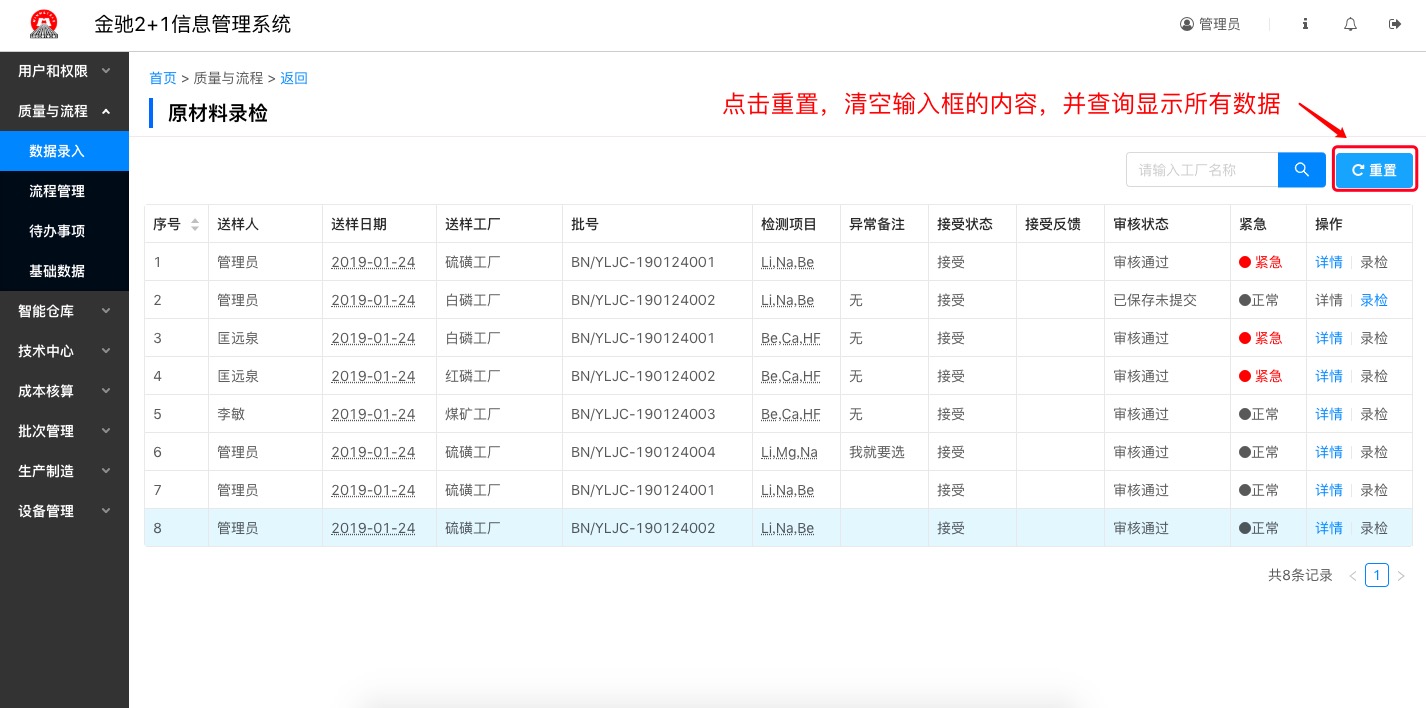 金驰2+1信息管理系统
管理员
用户和权限
质量与流程
数据录入
流程管理
待办事项
基础数据
智能仓库
技术中心
成本核算
批次管理
生产制造
设备管理
首页 > 质量与流程 > 返回
原材料录检
点击重置，清空输入框的内容，并查询显示所有数据
请输入工厂名称 重置
序号 送样人 送样日期 送样工厂 批号 检测项目 异常备注 接受状态 接受反馈 审核状态 紧急 操作
1 管理员 2019-01-24 硫磺工厂 BN/YLJC-190124001 Li,Na,Be 接受 审核通过 紧急 详情 录检
2 管理员 2019-01-24 白磷工厂 BN/YLJC-190124002 Li,Na,Be 无 接受 已保存未提交 正常 详情 录检
3 匡远泉 2019-01-24 白磷工厂 BN/YLJC-190124001 Be,Ca,HF 无 接受 审核通过 紧急 详情 录检
4 匡远泉 2019-01-24 红磷工厂 BN/YLJC-190124002 Be,Ca,HF 无 接受 审核通过 紧急 详情 录检
5 李敏 2019-01-24 煤矿工厂 BN/YLJC-190124003 Be,Ca,HF 无 接受 审核通过 正常 详情 录检
6 管理员 2019-01-24 硫磺工厂 BN/YLJC-190124004 Li,Mg,Na 我就要选 接受 审核通过 正常 详情 录检
7 管理员 2019-01-24 硫磺工厂 BN/YLJC-190124001 Li,Na,Be 接受 审核通过 正常 详情 录检
8 管理员 2019-01-24 硫磺工厂 BN/YLJC-190124002 Li,Na,Be 接受 审核通过 正常 详情 录检
共8条记录 < 1 >